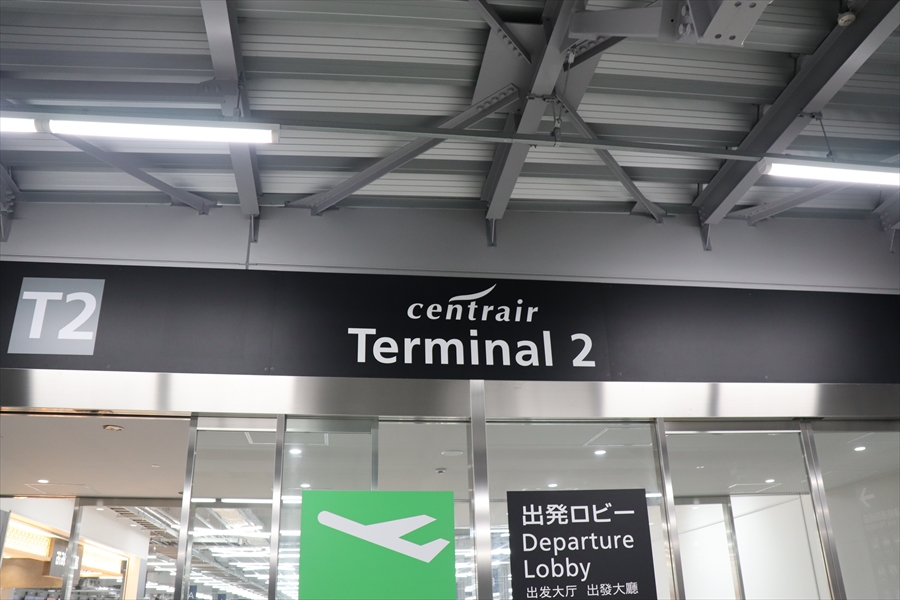 T2
centrair
Terminal 2
出発ロビー
Departure
Lobby
出发大厅 出發大廳